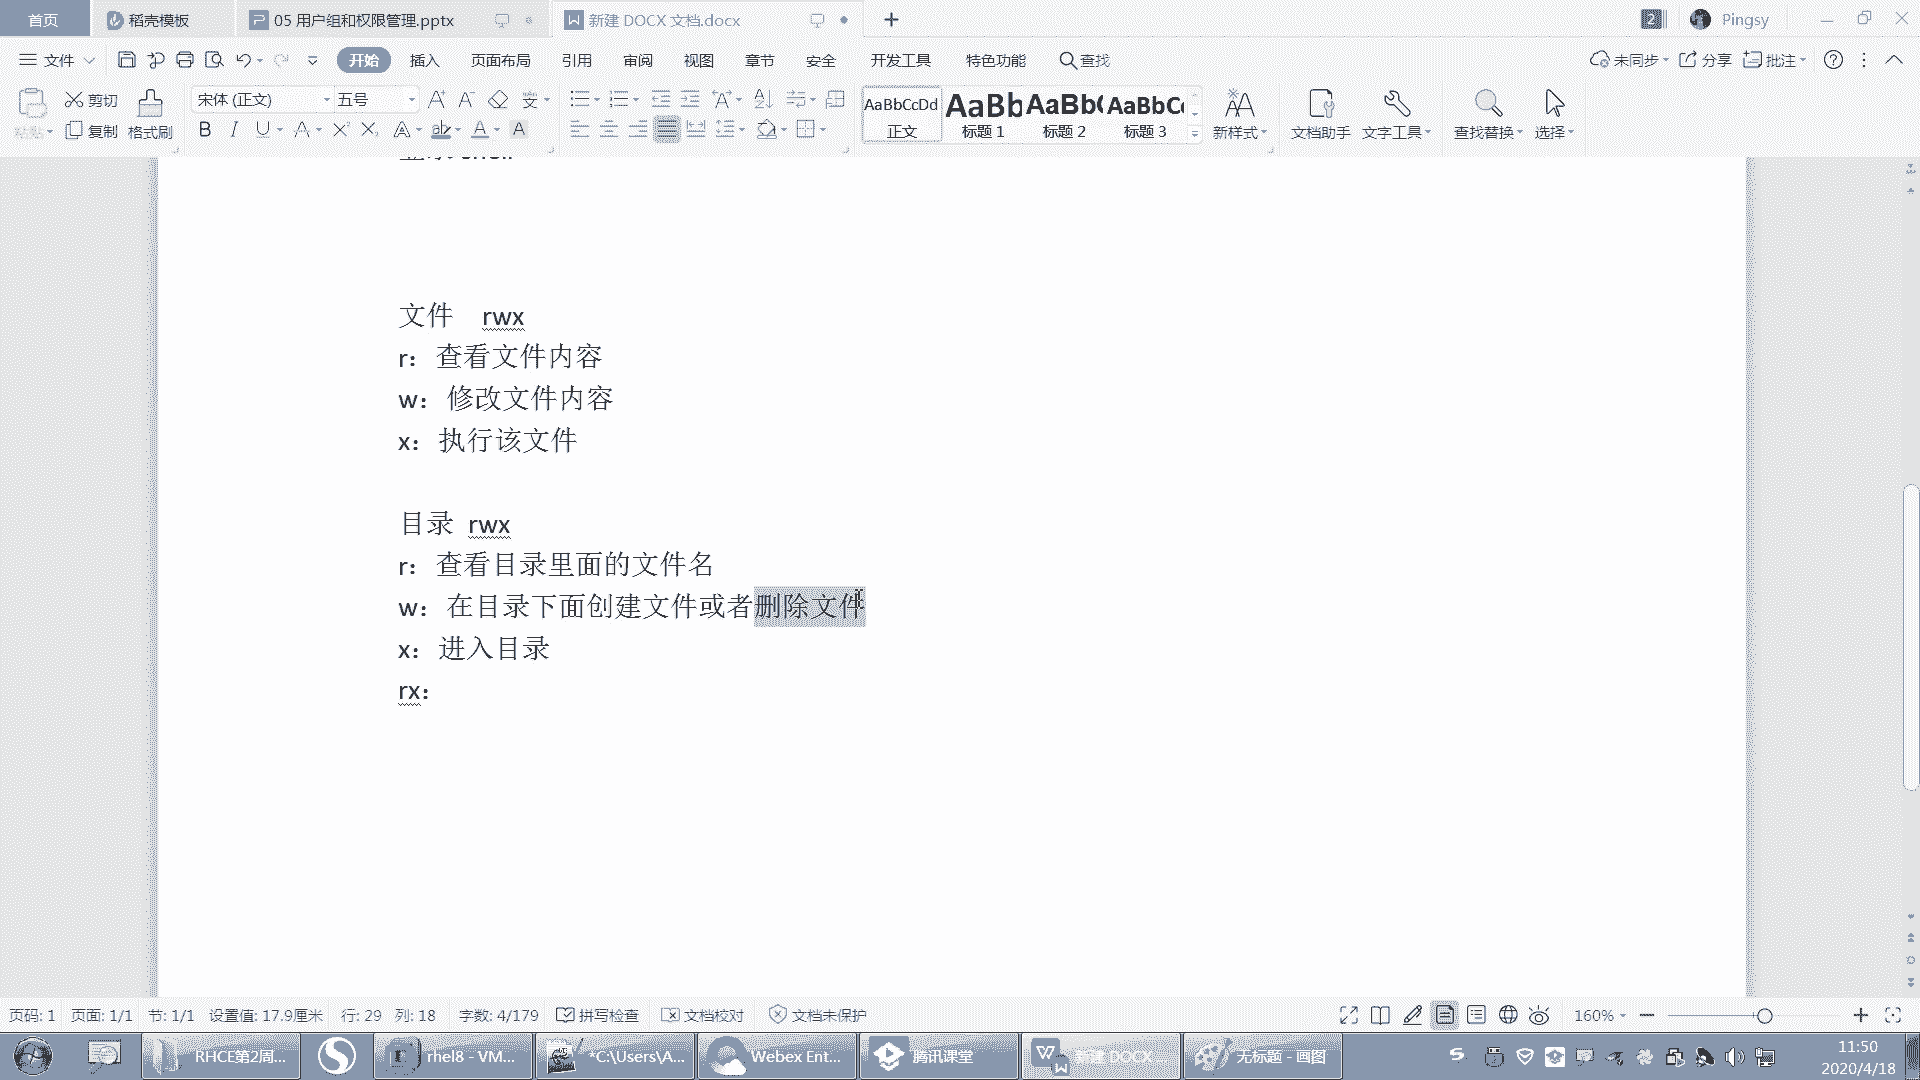 首页 稻壳模板 05 用户组和权限管理.pptx 新建 DOCX 文档.docx 2 Pingsy
文件 开始 插入 页面布局 引用 审阅 视图 章节 安全 开发工具 特色功能 查找 未同步 分享 批注
剪切 宋体 (正文) 五号 AaBbCcDd AaBb AaBb( AaBbC
粘贴 复制 格式刷 B I U A 正文 标题 1 标题 2 标题 3 新样式 文档助手 文字工具 查找替换 选择
文件 rwx
r：查看文件内容
w：修改文件内容
x：执行该文件
目录 rwx
r：查看目录里面的文件名
w：在目录下面创建文件或者删除文件
x：进入目录
rx：
页码: 1 页面: 1/1 节: 1/1 设置值: 17.9厘米 行: 29 列: 18 字数: 4/179 拼写检查 文档校对 文档未保护 160%
RHCE第2周... rhel8 - VM... *C:\Users\A... Webex Ent... 腾讯课堂 新建 DOCX 无标题 - 画图 11:50
2020/4/18